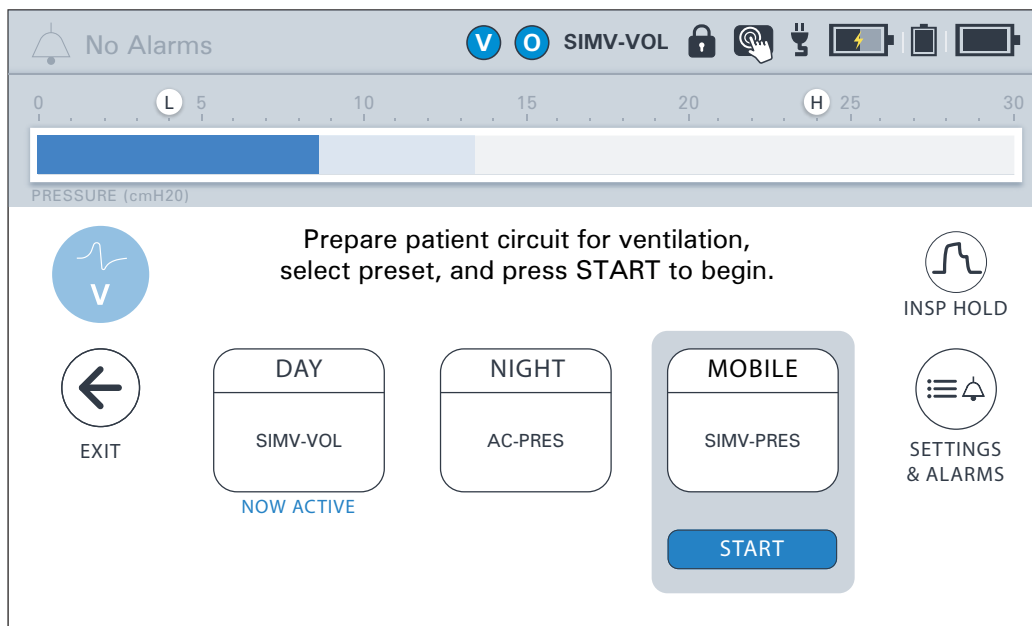 No Alarms
V O SIMV-VOL
0 L 5 10 15 20 H 25 30
PRESSURE (cmH20)
V
Prepare patient circuit for ventilation,
select preset, and press START to begin.
INSP HOLD
EXIT
DAY
SIMV-VOL
NOW ACTIVE
NIGHT
AC-PRES
MOBILE
SIMV-PRES
START
SETTINGS
& ALARMS